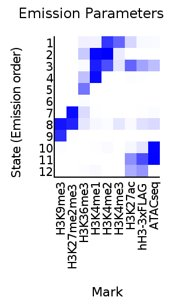 Emission Parameters
State (Emission order)
1
2
3
4
5
6
7
8
9
10
11
12
H3K9me3
H3K27me2me3
H3K36me3
H3K4me1
H3K4me2
H3K4me3
H3K27ac
hH3-3xFLAG
ATACseq
Mark